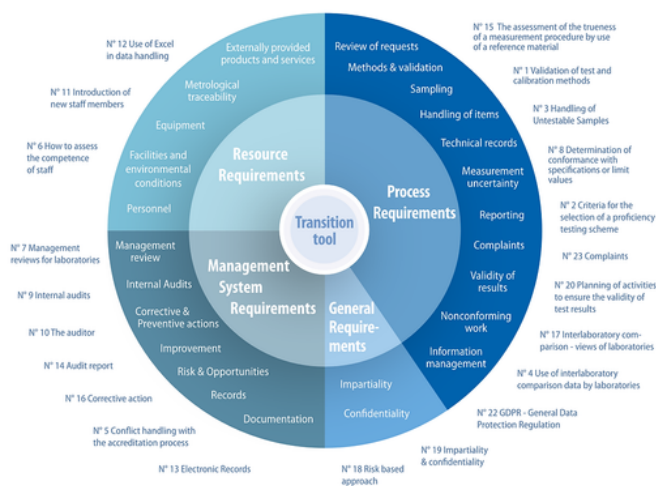 N° 15 The assessment of the trueness
of a measurement procedure by use
of a reference material
N° 12 Use of Excel
in data handling
Externally provided
products and services
Review of requests
Methods & validation
N° 1 Validation of test and
calibration methods
Metrological
traceability
Sampling
N° 11 Introduction of
new staff members
Handling of items
N° 3 Handling of
Untestable Samples
Equipment
Technical records
N° 6 How to assess
the competence
of staff
Facilities and
environmental
conditions
Resource
Requirements
Measurement
uncertainty
N° 8 Determination of
conformance with
specifications or limit
values
Process
Requirements
Personnel
Reporting
N° 2 Criteria for the
selection of a proficiency
testing scheme
Transition
tool
N° 7 Management
reviews for laboratories
Management
review
Complaints
N° 23 Complaints
Management
System
Requirements
Internal Audits
Validity of
results
N° 20 Planning of activities
to ensure the validity of
test results
N° 9 Internal audits
General
Require-
ments
Corrective &
Preventive actions
Nonconforming
work
N° 10 The auditor
N° 17 Interlaboratory com-
parison - views of laboratories
Improvement
Information
management
N° 14 Audit report
Risk & Opportunities
Impartiality
N° 4 Use of interlaboratory
comparison data by laboratories
N° 16 Corrective action
Records
Confidentiality
N° 22 GDPR - General Data
Protection Regulation
Documentation
N° 5 Conflict handling with
the accreditation process
N° 19 Impartiality
& confidentiality
N° 13 Electronic Records
N° 18 Risk based
approach